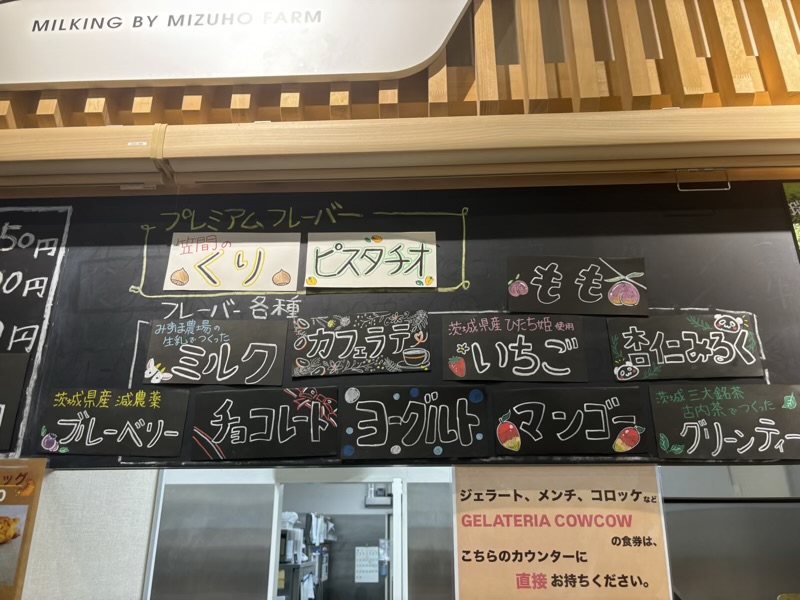 MILKING BY MIZUHO FARM
50円
00円
円
プレミアムフレーバー
笠間の
くり
ピスタチオ
もも
フレーバー各種
みずほ農場の
生乳でつくった
ミルク
カフェラテ
茨城県産ひたち姫使用
いちご
杏仁みるく
茨城県産 減農薬
ブルーベリー
チョコレート
ヨーグルト
マンゴー
茨城 三大銘茶
古内茶でつくった
グリーンティー
ッグ
ジェラート、メンチ、コロッケなど
GELATERIA COWCOW
の食券は、
こちらのカウンターに
直接 お持ちください。